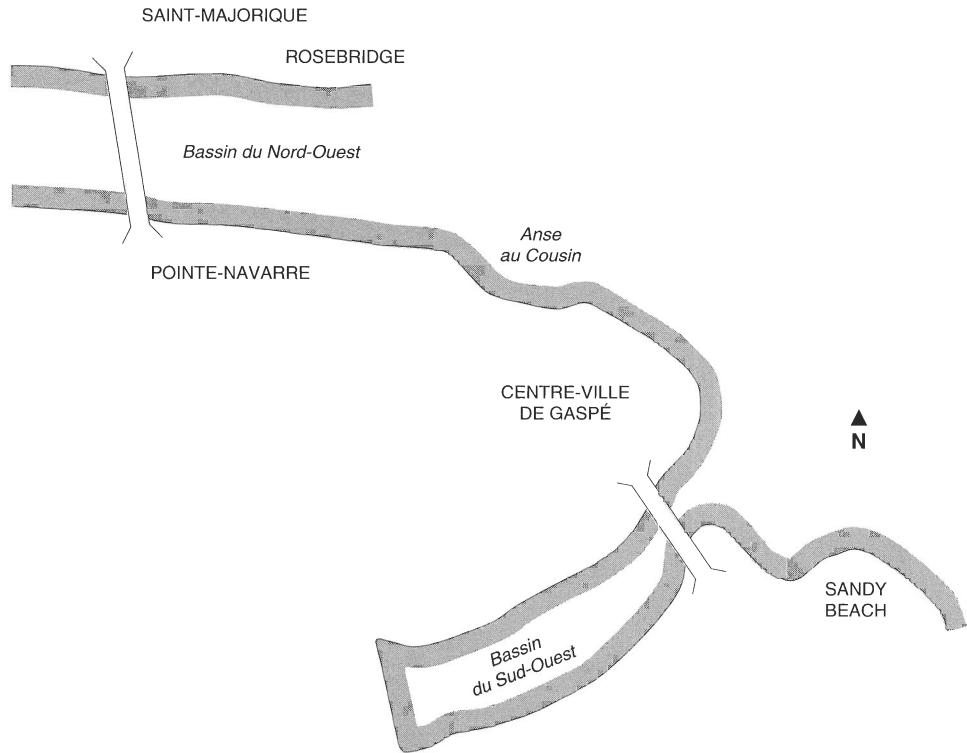 SAINT-MAJORIQUE
ROSEBRIDGE
Bassin du Nord-Ouest
Anse
au Cousin
POINTE-NAVARRE
CENTRE-VILLE
DE GASPÉ
N
SANDY
BEACH
Bassin
du Sud-Ouest